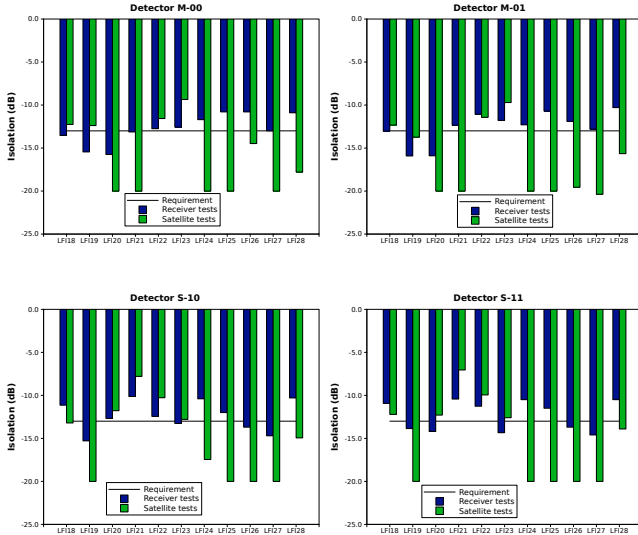 Detector M-00
Isolation (dB)
0.0
-5.0
-10.0
-15.0
-20.0
-25.0
Requirement
Receiver tests
Satellite tests
LFI18 LFI19 LFI20 LFI21 LFI22 LFI23 LFI24 LFI25 LFI26 LFI27 LFI28
Detector M-01
Isolation (dB)
0.0
-5.0
-10.0
-15.0
-20.0
-25.0
Requirement
Receiver tests
Satellite tests
LFI18 LFI19 LFI20 LFI21 LFI22 LFI23 LFI24 LFI25 LFI26 LFI27 LFI28
Detector S-10
Isolation (dB)
0.0
-5.0
-10.0
-15.0
-20.0
-25.0
Requirement
Receiver tests
Satellite tests
LFI18 LFI19 LFI20 LFI21 LFI22 LFI23 LFI24 LFI25 LFI26 LFI27 LFI28
Detector S-11
Isolation (dB)
0.0
-5.0
-10.0
-15.0
-20.0
-25.0
Requirement
Receiver tests
Satellite tests
LFI18 LFI19 LFI20 LFI21 LFI22 LFI23 LFI24 LFI25 LFI26 LFI27 LFI28